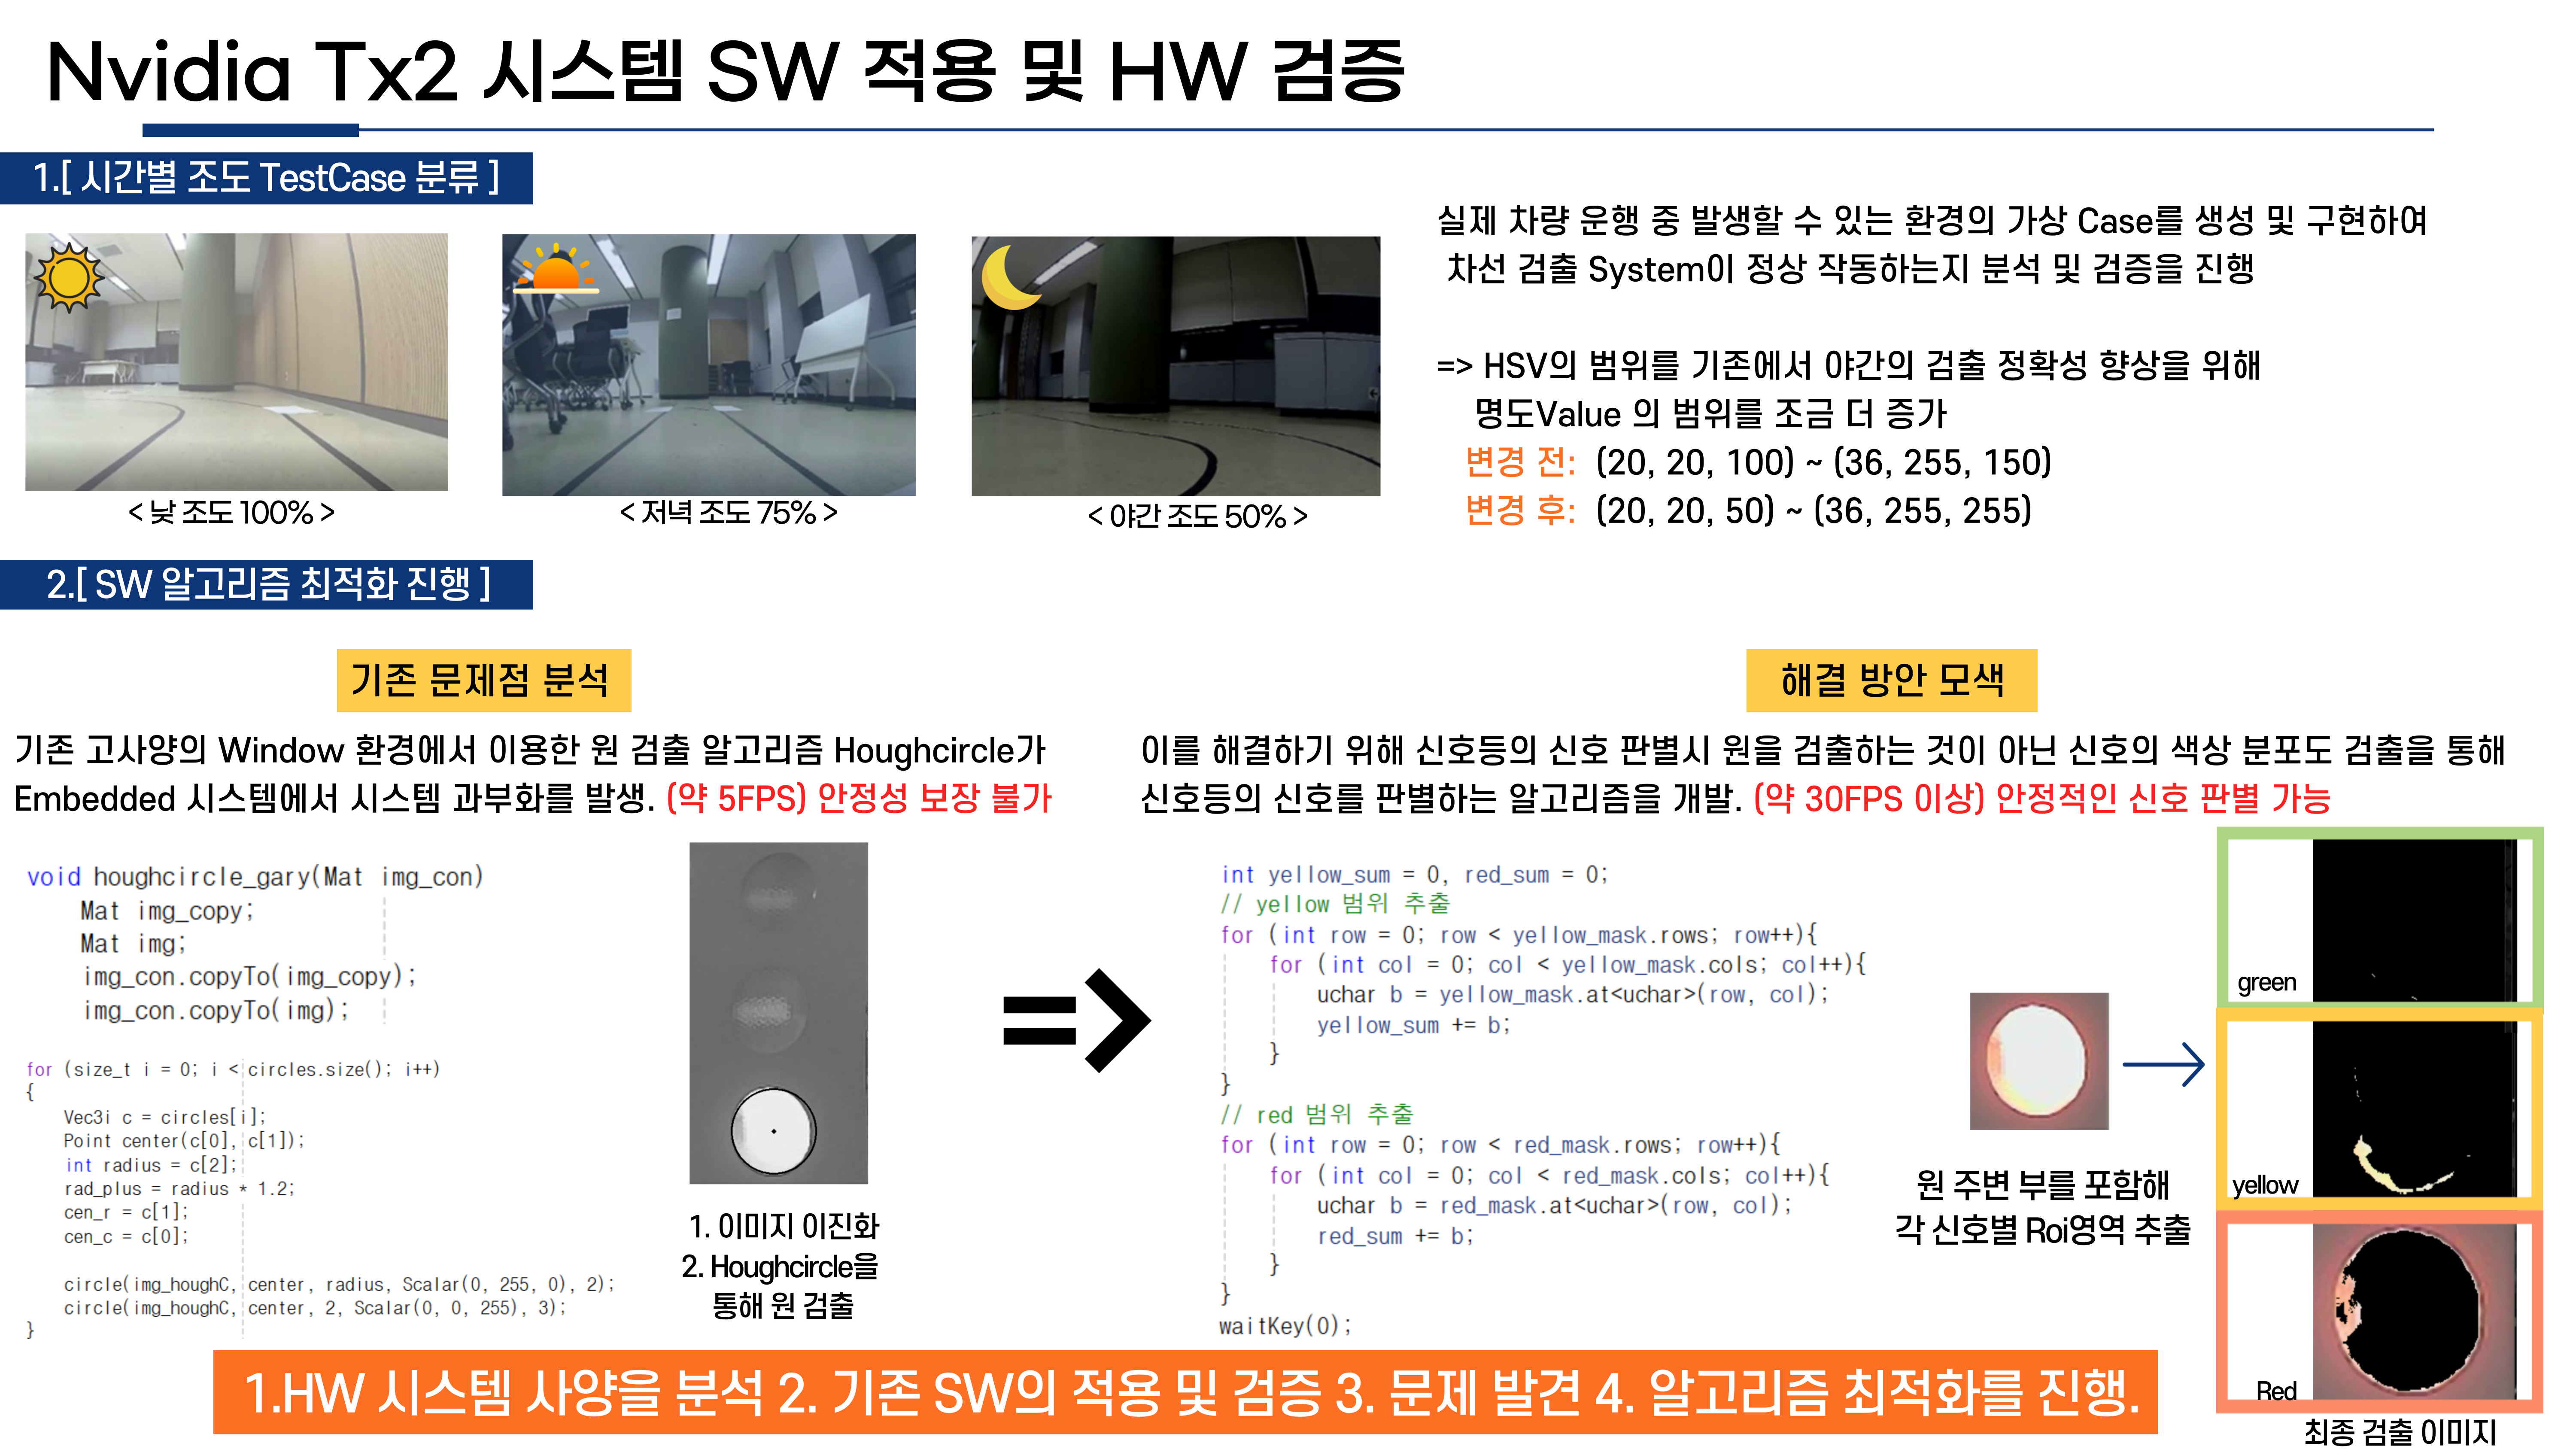 Nvidia Tx2 시스템 SW 적용 및 HW 검증
1.[ 시간별 조도 TestCase 분류 ]
< 낮 조도 100% >
< 저녁 조도 75% >
< 야간 조도 50% >
실제 차량 운행 중 발생할 수 있는 환경의 가상 Case를 생성 및 구현하여
차선 검출 System이 정상 작동하는지 분석 및 검증을 진행
=> HSV의 범위를 기존에서 야간의 검출 정확성 향상을 위해
명도Value 의 범위를 조금 더 증가
변경 전: (20, 20, 100) ~ (36, 255, 150)
변경 후: (20, 20, 50) ~ (36, 255, 255)
2.[ SW 알고리즘 최적화 진행 ]
기존 문제점 분석
기존 고사양의 Window 환경에서 이용한 원 검출 알고리즘 Houghcircle가
Embedded 시스템에서 시스템 과부화를 발생. (약 5FPS) 안정성 보장 불가
void houghcircle_gary(Mat img_con)
Mat img_copy;
Mat img;
img_con.copyTo(img_copy);
img_con.copyTo(img);
for (size_t i = 0; i < circles.size(); i++)
{
Vec3i c = circles[i];
Point center(c[0], c[1]);
int radius = c[2];
rad_plus = radius * 1.2;
cen_r = c[1];
cen_c = c[0];
circle(img_houghC, center, radius, Scalar(0, 255, 0), 2);
circle(img_houghC, center, 2, Scalar(0, 0, 255), 3);
}
1. 이미지 이진화
2. Houghcircle을
통해 원 검출
=>
해결 방안 모색
이를 해결하기 위해 신호등의 신호 판별시 원을 검출하는 것이 아닌 신호의 색상 분포도 검출을 통해
신호등의 신호를 판별하는 알고리즘을 개발. (약 30FPS 이상) 안정적인 신호 판별 가능
int yellow_sum = 0, red_sum = 0;
// yellow 범위 추출
for (int row = 0; row < yellow_mask.rows; row++){
for (int col = 0; col < yellow_mask.cols; col++){
uchar b = yellow_mask.at<uchar>(row, col);
yellow_sum += b;
}
}
// red 범위 추출
for (int row = 0; row < red_mask.rows; row++){
for (int col = 0; col < red_mask.cols; col++){
uchar b = red_mask.at<uchar>(row, col);
red_sum += b;
}
}
waitKey(0);
원 주변 부를 포함해
각 신호별 Roi영역 추출
green
yellow
Red
최종 검출 이미지
1.HW 시스템 사양을 분석 2. 기존 SW의 적용 및 검증 3. 문제 발견 4. 알고리즘 최적화를 진행.